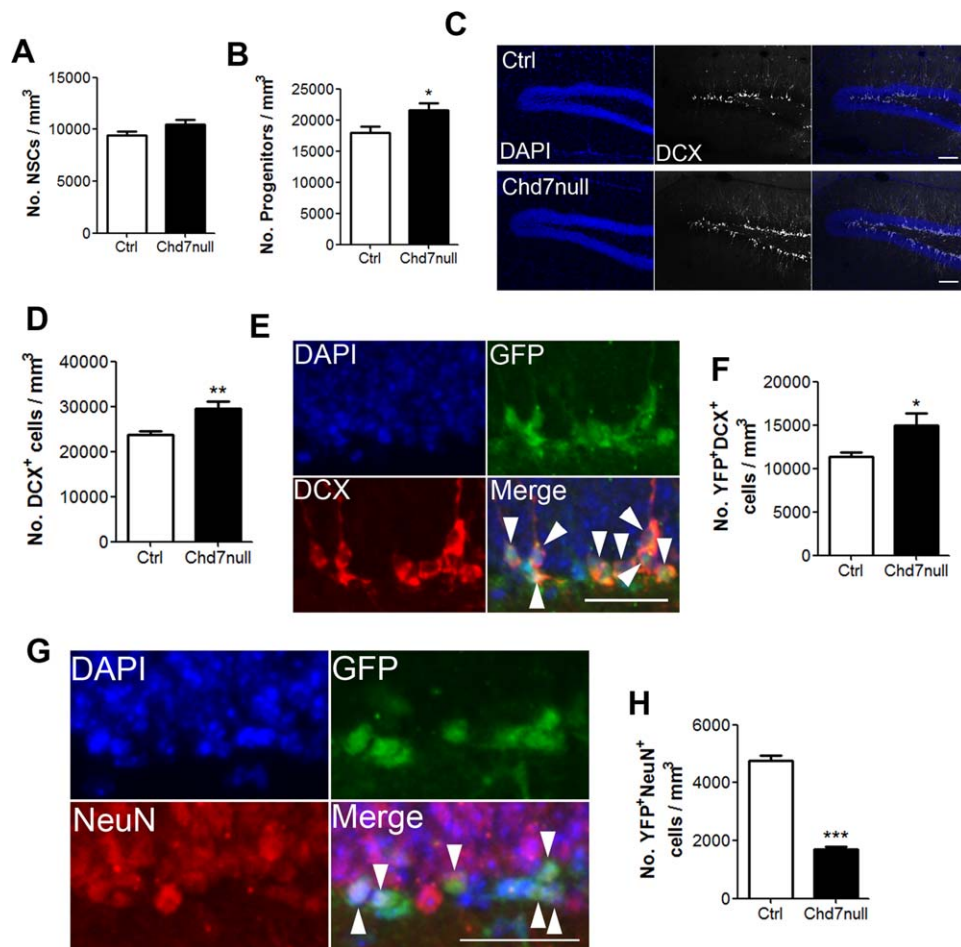 A
No. NSCs / mm³
15000
10000
5000
0
Ctrl
Chd7null
B
No. Progenitors / mm³
25000
20000
15000
10000
5000
0
*
Ctrl
Chd7null
C
Ctrl
DAPI
DCX
Chd7null
D
No. DCX⁺ cells / mm³
40000
30000
20000
10000
0
**
Ctrl
Chd7null
E
DAPI
GFP
DCX
Merge
F
No. YFP⁺DCX⁺
cells / mm³
20000
15000
10000
5000
0
*
Ctrl
Chd7null
G
DAPI
GFP
NeuN
Merge
H
No. YFP⁺NeuN⁺
cells / mm³
6000
4000
2000
0
***
Ctrl
Chd7null